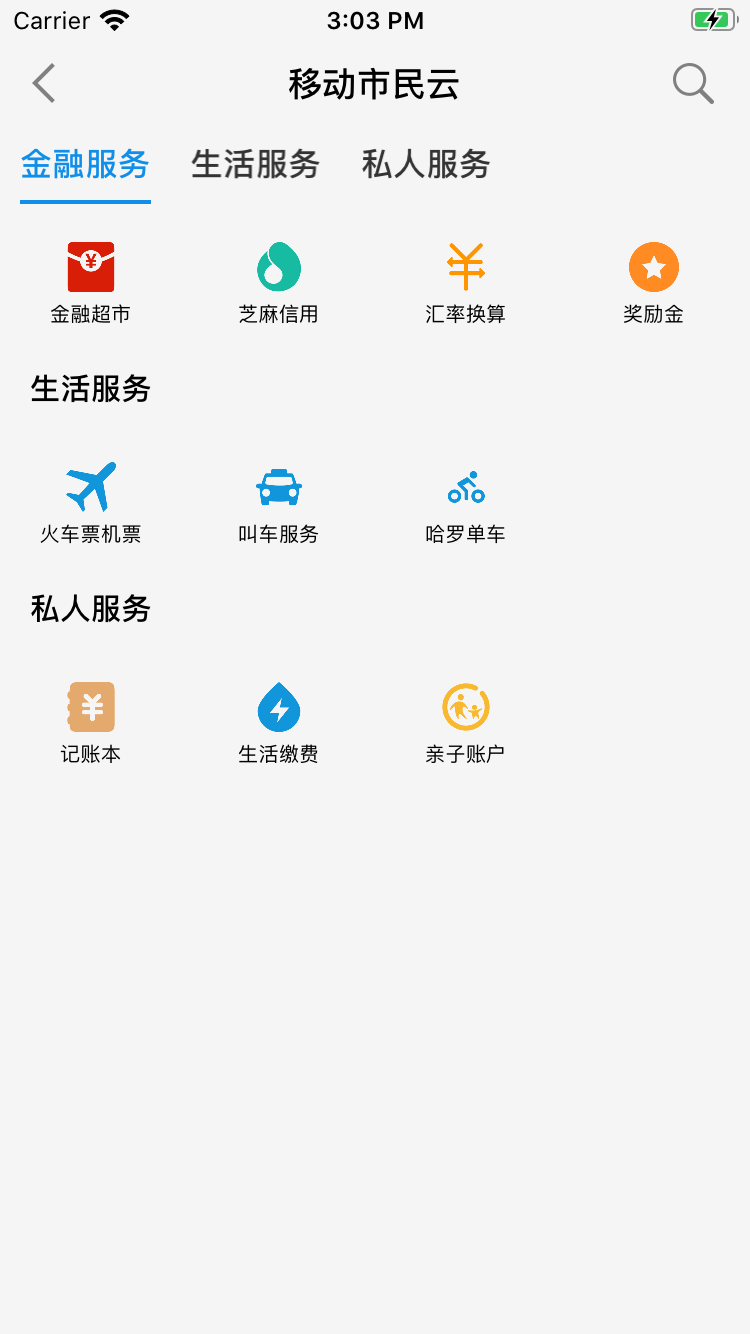 Carrier 3:03 PM
移动市民云
金融服务 生活服务 私人服务
金融超市 芝麻信用 汇率换算 奖励金
生活服务
火车票机票 叫车服务 哈罗单车
私人服务
记账本 生活缴费 亲子账户